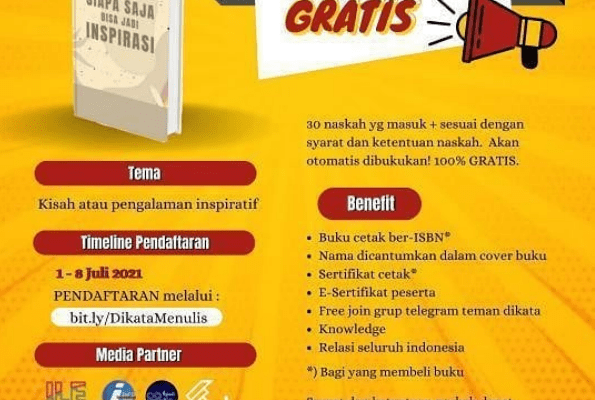 SIAPA SAJA
BISA JADI
INSPIRASI
GRATIS
30 naskah yg masuk + sesuai dengan
syarat dan ketentuan naskah. Akan
otomatis dibukukan! 100% GRATIS.
Tema
Kisah atau pengalaman inspiratif
Timeline Pendaftaran
1 - 8 Juli 2021
PENDAFTARAN melalui :
bit.ly/DikataMenulis
Media Partner
Benefit
• Buku cetak ber-ISBN*
• Nama dicantumkan dalam cover buku
• Sertifikat cetak*
• E-Sertifikat peserta
• Free join grup telegram teman dikata
• Knowledge
• Relasi seluruh indonesia
*) Bagi yang membeli buku